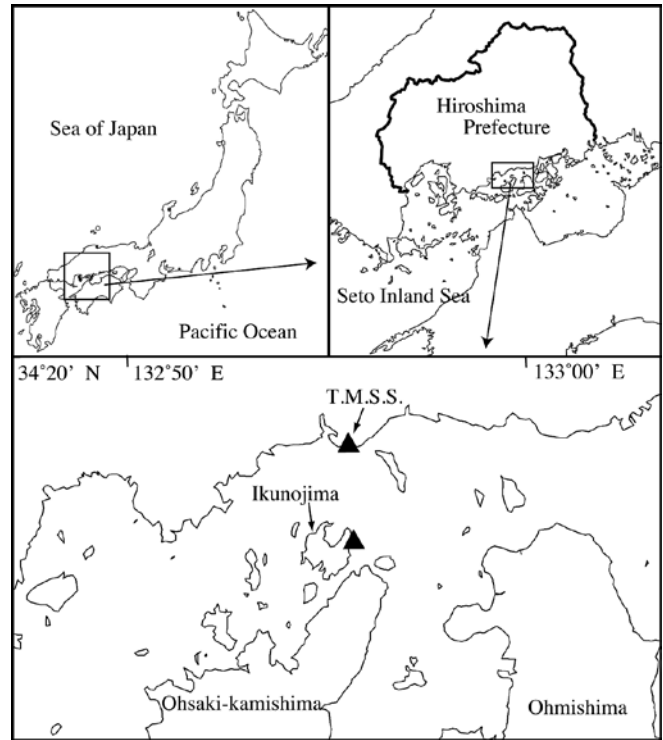 Sea of Japan
Pacific Ocean
Hiroshima
Prefecture
Seto Inland Sea
34°20' N 132°50' E
133°00' E
T.M.S.S.
Ikunojima
Ohsaki-kamishima
Ohmishima